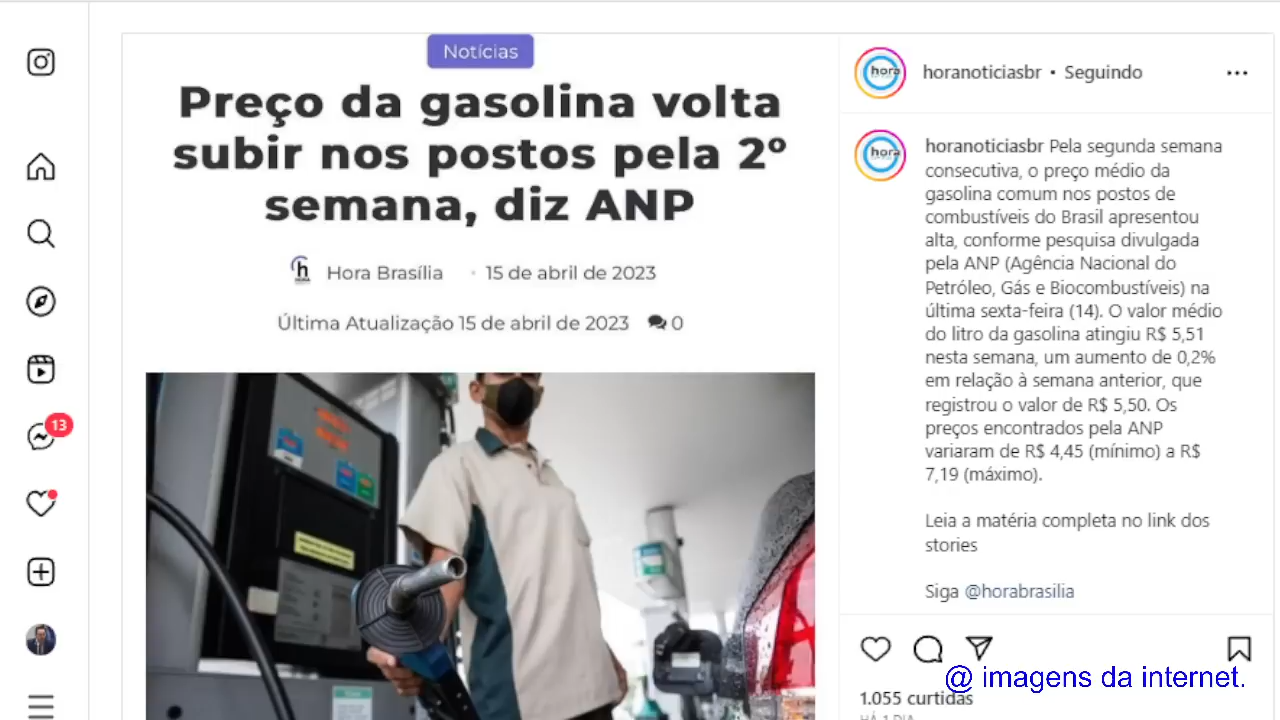 Notícias
Preço da gasolina volta
subir nos postos pela 2º
semana, diz ANP
Hora Brasília • 15 de abril de 2023
Última Atualização 15 de abril de 2023 0
13
hora
horanoticiasbr • Seguindo
hora
horanoticiasbr Pela segunda semana
consecutiva, o preço médio da
gasolina comum nos postos de
combustíveis do Brasil apresentou
alta, conforme pesquisa divulgada
pela ANP (Agência Nacional do
Petróleo, Gás e Biocombustíveis) na
última sexta-feira (14). O valor médio
do litro da gasolina atingiu R$ 5,51
nesta semana, um aumento de 0,2%
em relação à semana anterior, que
registrou o valor de R$ 5,50. Os
preços encontrados pela ANP
variaram de R$ 4,45 (mínimo) a R$
7,19 (máximo).
Leia a matéria completa no link dos
stories
Siga @horabrasilia
@ imagens da internet.
1.055 curtidas
HÁ 1 DIA